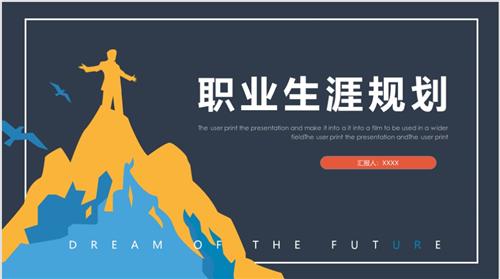 职业生涯规划
The user print the presentation and make it into a it into a film to be used in a wider
fieldThe user print the presentation andThe user print
汇报人：XXXX
DREAM OF THE FUTURE